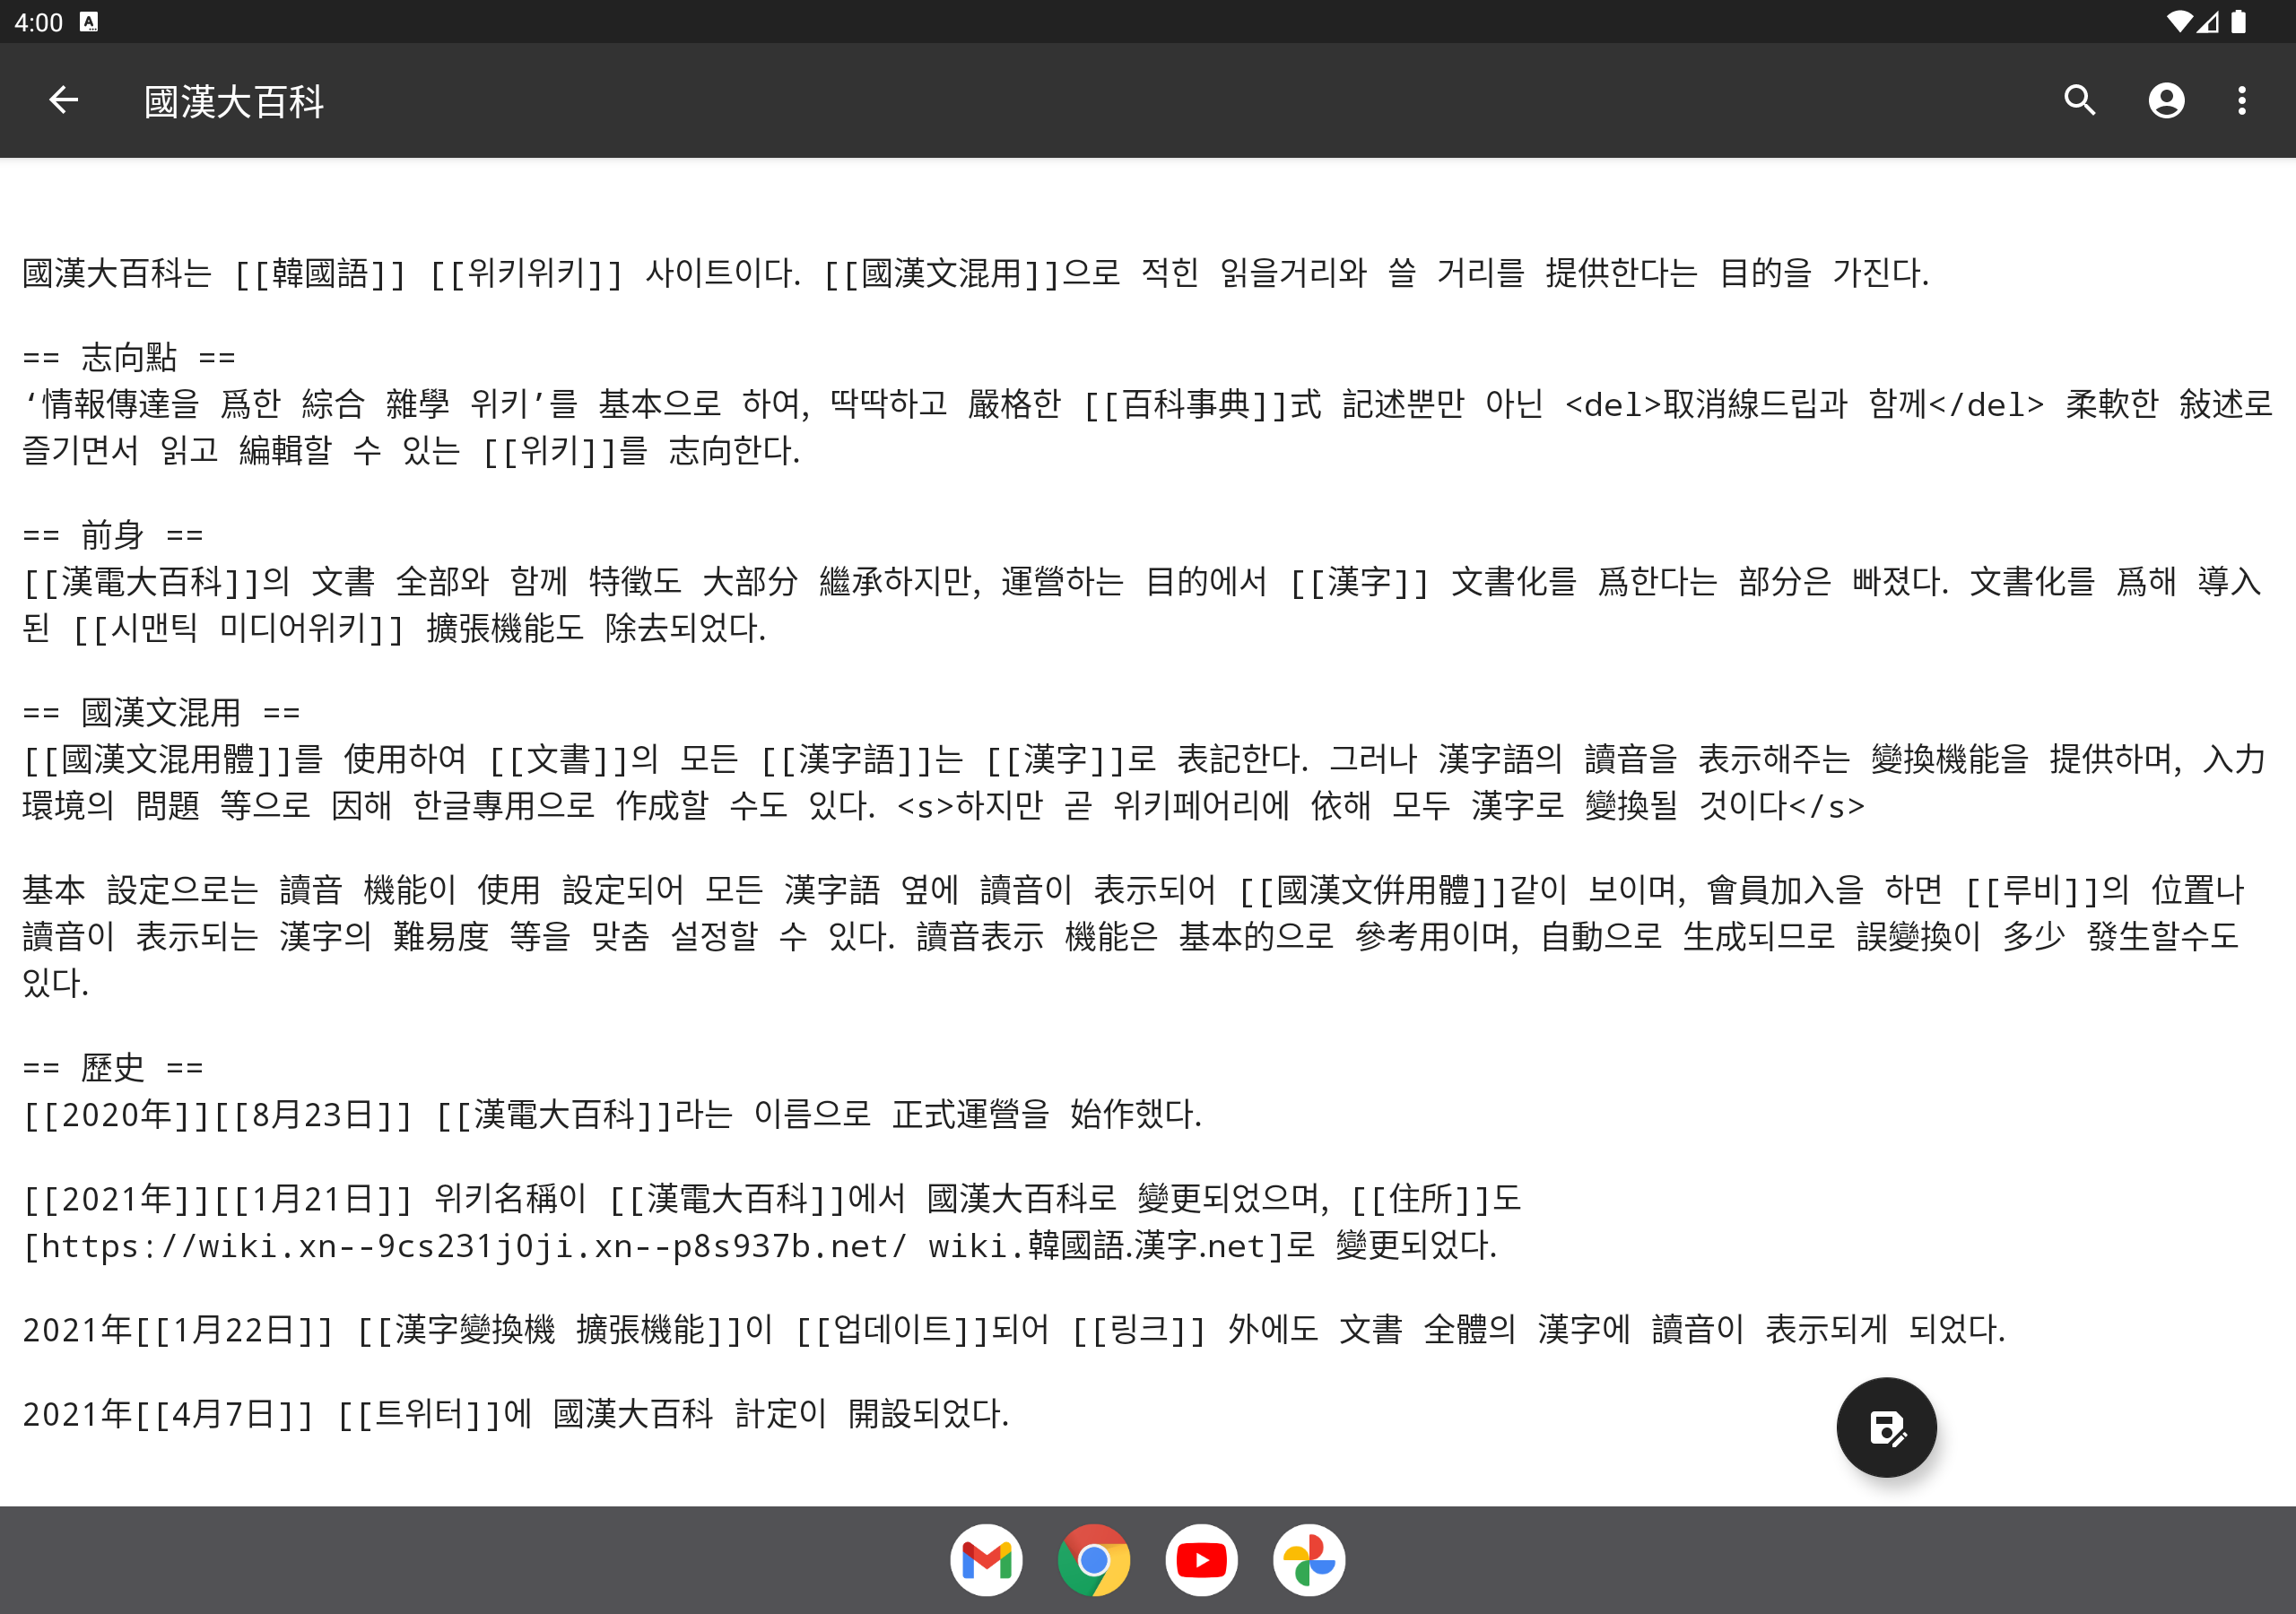 4:00
國漢大百科
國漢大百科는 [[韓國語]] [[위키위키]] 사이트이다. [[國漢文混用]]으로 적힌 읽을거리와 쓸 거리를 提供한다는 目的을 가진다.
== 志向點 ==
‘情報傳達을 爲한 綜合 雜學 위키’를 基本으로 하여, 딱딱하고 嚴格한 [[百科事典]]式 記述뿐만 아닌 <del>取消線드립과 함께</del> 柔軟한 敍述로
즐기면서 읽고 編輯할 수 있는 [[위키]]를 志向한다.
== 前身 ==
[[漢電大百科]]의 文書 全部와 함께 特徵도 大部分 繼承하지만, 運營하는 目的에서 [[漢字]] 文書化를 爲한다는 部分은 빠졌다. 文書化를 爲해 導入
된 [[시맨틱 미디어위키]] 擴張機能도 除去되었다.
== 國漢文混用 ==
[[國漢文混用體]]를 使用하여 [[文書]]의 모든 [[漢字語]]는 [[漢字]]로 表記한다. 그러나 漢字語의 讀音을 表示해주는 變換機能을 提供하며, 入力
環境의 問題 等으로 因해 한글專用으로 作成할 수도 있다. <s>하지만 곧 위키페어리에 依해 모두 漢字로 變換될 것이다</s>
基本 設定으로는 讀音 機能이 使用 設定되어 모든 漢字語 옆에 讀音이 表示되어 [[國漢文倂用體]]같이 보이며, 會員加入을 하면 [[루비]]의 位置나
讀音이 表示되는 漢字의 難易度 等을 맞춤 설정할 수 있다. 讀音表示 機能은 基本的으로 參考用이며, 自動으로 生成되므로 誤變換이 多少 發生할수도
있다.
== 歷史 ==
[[2020年]][[8月23日]] [[漢電大百科]]라는 이름으로 正式運營을 始作했다.
[[2021年]][[1月21日]] 위키名稱이 [[漢電大百科]]에서 國漢大百科로 變更되었으며, [[住所]]도
[https://wiki.xn--9cs231j0ji.xn--p8s937b.net/ wiki.韓國語.漢字.net]로 變更되었다.
2021年[[1月22日]] [[漢字變換機 擴張機能]]이 [[업데이트]]되어 [[링크]] 外에도 文書 全體의 漢字에 讀音이 表示되게 되었다.
2021年[[4月7日]] [[트위터]]에 國漢大百科 計定이 開設되었다.